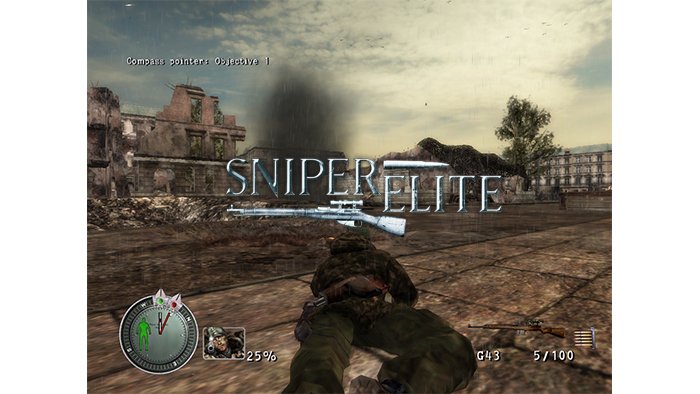 Compass pointer: Objective 1
SNIPER
ELITE
W
N
25%
G43
5/100